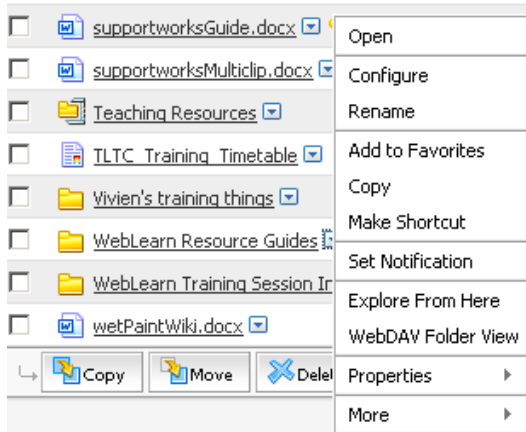 supportworksGuide.docx
supportworksMulticlip.docx
Teaching Resources
TLTC_Training_Timetable
Vivien's training things
WebLearn Resource Guides
WebLearn Training Session
wetPaintWiki.docx
Copy Move
Open
Configure
Rename
Add to Favorites
Copy
Make Shortcut
Set Notification
Explore From Here
WebDAV Folder View
Properties
More